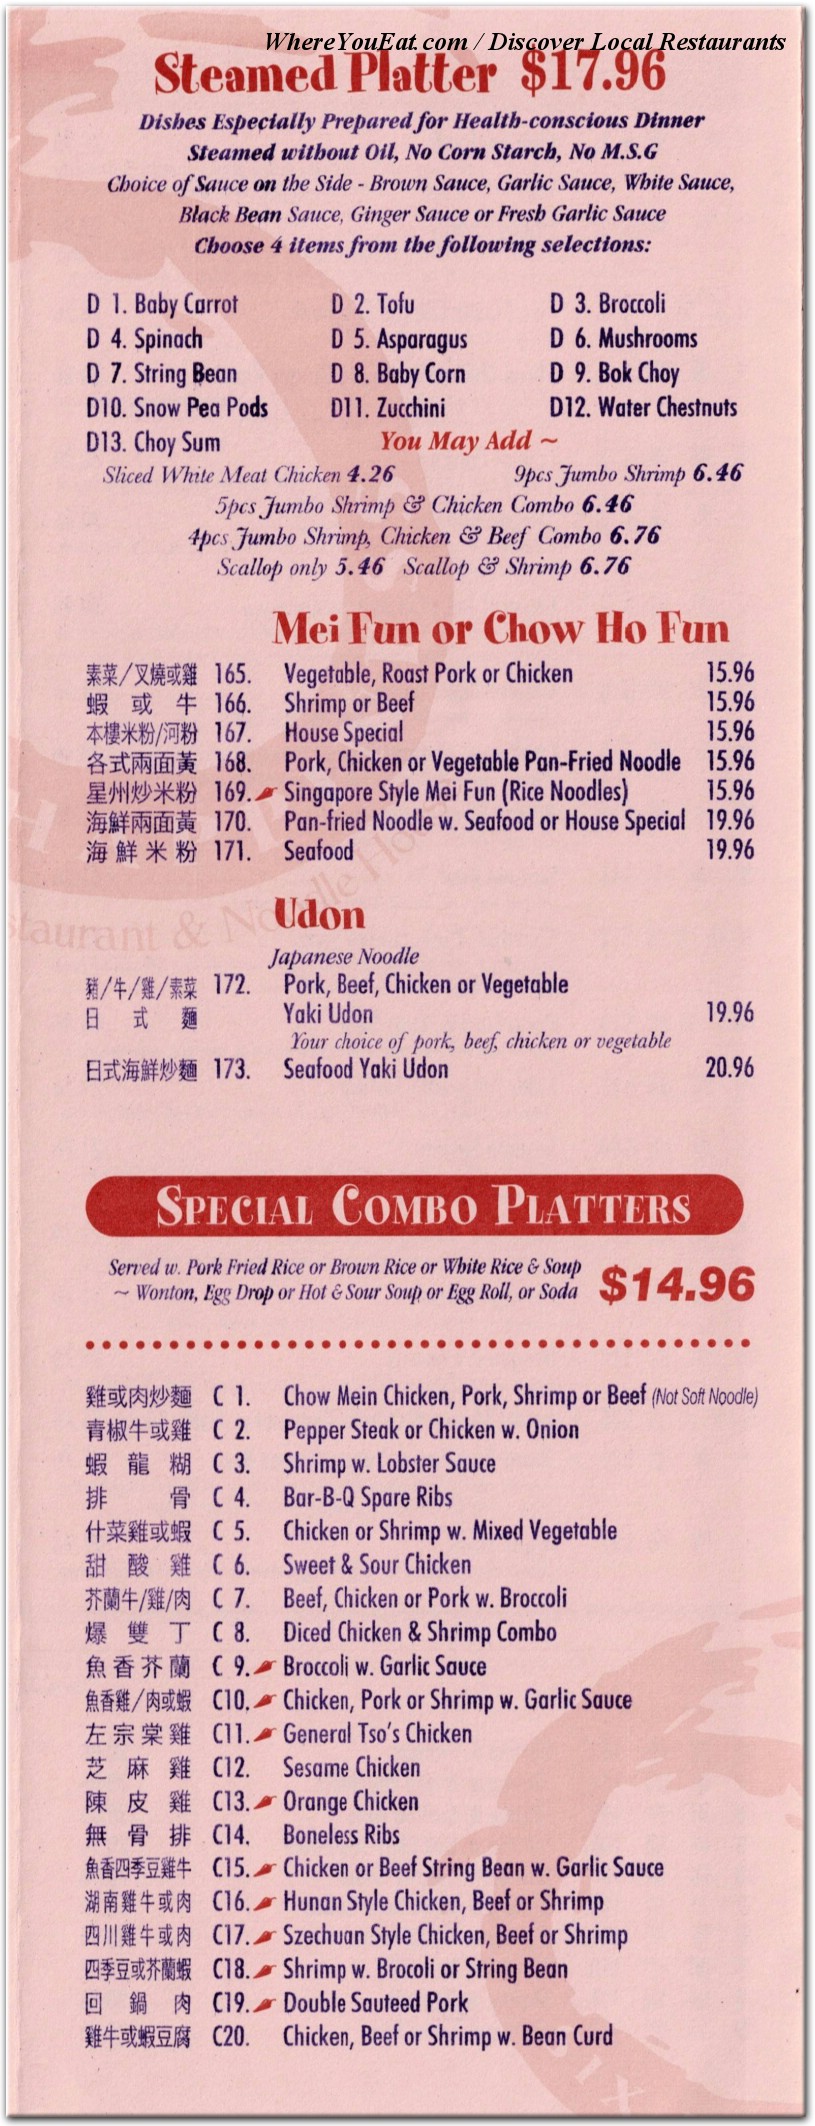 WhereYouEat.com / Discover Local Restaurants
Steamed Platter $17.96
Dishes Especially Prepared for Health-conscious Dinner
Steamed without Oil, No Corn Starch, No M.S.G
Choice of Sauce on the Side - Brown Sauce, Garlic Sauce, White Sauce,
Black Bean Sauce, Ginger Sauce or Fresh Garlic Sauce
Choose 4 items from the following selections:
D 1. Baby Carrot D 2. Tofu D 3. Broccoli
D 4. Spinach D 5. Asparagus D 6. Mushrooms
D 7. String Bean D 8. Baby Corn D 9. Bok Choy
D10. Snow Pea Pods D11. Zucchini D12. Water Chestnuts
D13. Choy Sum You May Add ~
Sliced White Meat Chicken 4.26 9pcs Jumbo Shrimp 6.46
5pcs Jumbo Shrimp & Chicken Combo 6.46
4pcs Jumbo Shrimp, Chicken & Beef Combo 6.76
Scallop only 5.46 Scallop & Shrimp 6.76
Mei Fun or Chow Ho Fun
素菜/叉燒或雞 165. Vegetable, Roast Pork or Chicken 15.96
蝦或牛 166. Shrimp or Beef 15.96
本樓米粉/河粉 167. House Special 15.96
各式兩面黃 168. Pork, Chicken or Vegetable Pan-Fried Noodle 15.96
星州炒米粉 169. Singapore Style Mei Fun (Rice Noodles) 15.96
海鮮兩面黃 170. Pan-fried Noodle w. Seafood or House Special 19.96
海鮮米粉 171. Seafood 19.96
staurant & Noodle Ho
Udon
Japanese Noodle
豬/牛/雞/素菜 172. Pork, Beef, Chicken or Vegetable
日式麵 Yaki Udon 19.96
Your choice of pork, beef, chicken or vegetable
日式海鮮炒麵 173. Seafood Yaki Udon 20.96
SPECIAL COMBO PLATTERS
Served w. Pork Fried Rice or Brown Rice or White Rice & Soup
~ Wonton, Egg Drop or Hot & Sour Soup or Egg Roll, or Soda $14.96
雞或肉炒麵 C 1. Chow Mein Chicken, Pork, Shrimp or Beef (Not Soft Noodle)
青椒牛或雞 C 2. Pepper Steak or Chicken w. Onion
蝦龍糊 C 3. Shrimp w. Lobster Sauce
排骨 C 4. Bar-B-Q Spare Ribs
什菜雞或蝦 C 5. Chicken or Shrimp w. Mixed Vegetable
甜酸雞 C 6. Sweet & Sour Chicken
芥蘭牛/雞/肉 C 7. Beef, Chicken or Pork w. Broccoli
爆雙丁 C 8. Diced Chicken & Shrimp Combo
魚香芥蘭 C 9. Broccoli w. Garlic Sauce
魚香雞/肉或蝦 C10. Chicken, Pork or Shrimp w. Garlic Sauce
左宗棠雞 C11. General Tso's Chicken
芝麻雞 C12. Sesame Chicken
陳皮雞 C13. Orange Chicken
無骨排 C14. Boneless Ribs
魚香四季豆雞牛 C15. Chicken or Beef String Bean w. Garlic Sauce
湖南雞牛或肉 C16. Hunan Style Chicken, Beef or Shrimp
四川雞牛或肉 C17. Szechuan Style Chicken, Beef or Shrimp
四季豆或芥蘭蝦 C18. Shrimp w. Brocoli or String Bean
回鍋肉 C19. Double Sauteed Pork
雞牛或蝦豆腐 C20. Chicken, Beef or Shrimp w. Bean Curd